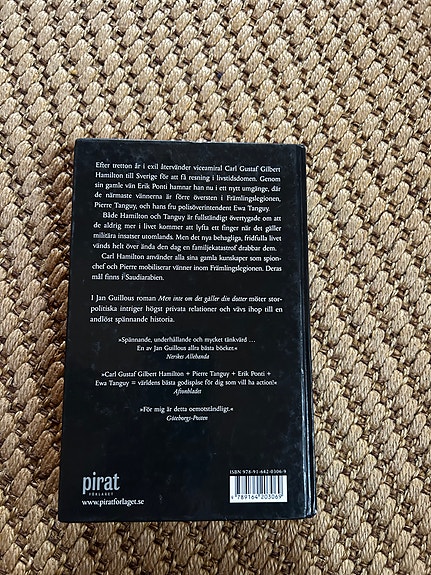 Efter tretton år i exil återvänder viceamiral Carl Gustaf Gilbert
Hamilton till Sverige för att få resning i livstidsdomen. Genom
sin gamle vän Erik Ponti hamnar han nu i ett nytt umgänge, där
de närmaste vännerna är förre översten i Främlingslegionen,
Pierre Tanguy, och hans fru polisöverintendent Ewa Tanguy.
Både Hamilton och Tanguy är fullständigt övertygade om att
de aldrig mer i livet kommer att lyfta ett finger när det gäller
militära insatser utomlands. Men det nya behagliga, fridfulla livet
vänds helt över ända den dag en familjekatastrof drabbar dem.
Carl Hamilton använder alla sina gamla kunskaper som spion-
chef och Pierre mobiliserar vänner inom Främlingslegionen. Deras
mål finns i Saudiarabien.
I Jan Guillous roman Men inte om det gäller din dotter möter stor-
politiska intriger högst privata relationer och vävs ihop till en
andlöst spännande historia.
»Spännande, underhållande och mycket tänkvärd ...
En av Jan Guillous allra bästa böcker.«
Nerikes Allehanda
»Carl Gustaf Gilbert Hamilton + Pierre Tanguy + Erik Ponti +
Ewa Tanguy = världens bästa godispåse för dig som vill ha action!«
Aftonbladet
»För mig är detta oemotståndligt.«
Göteborgs-Posten
pirat
FÖRLAGET
www.piratforlaget.se
ISBN 978-91-642-0306-9
9 789164 203069